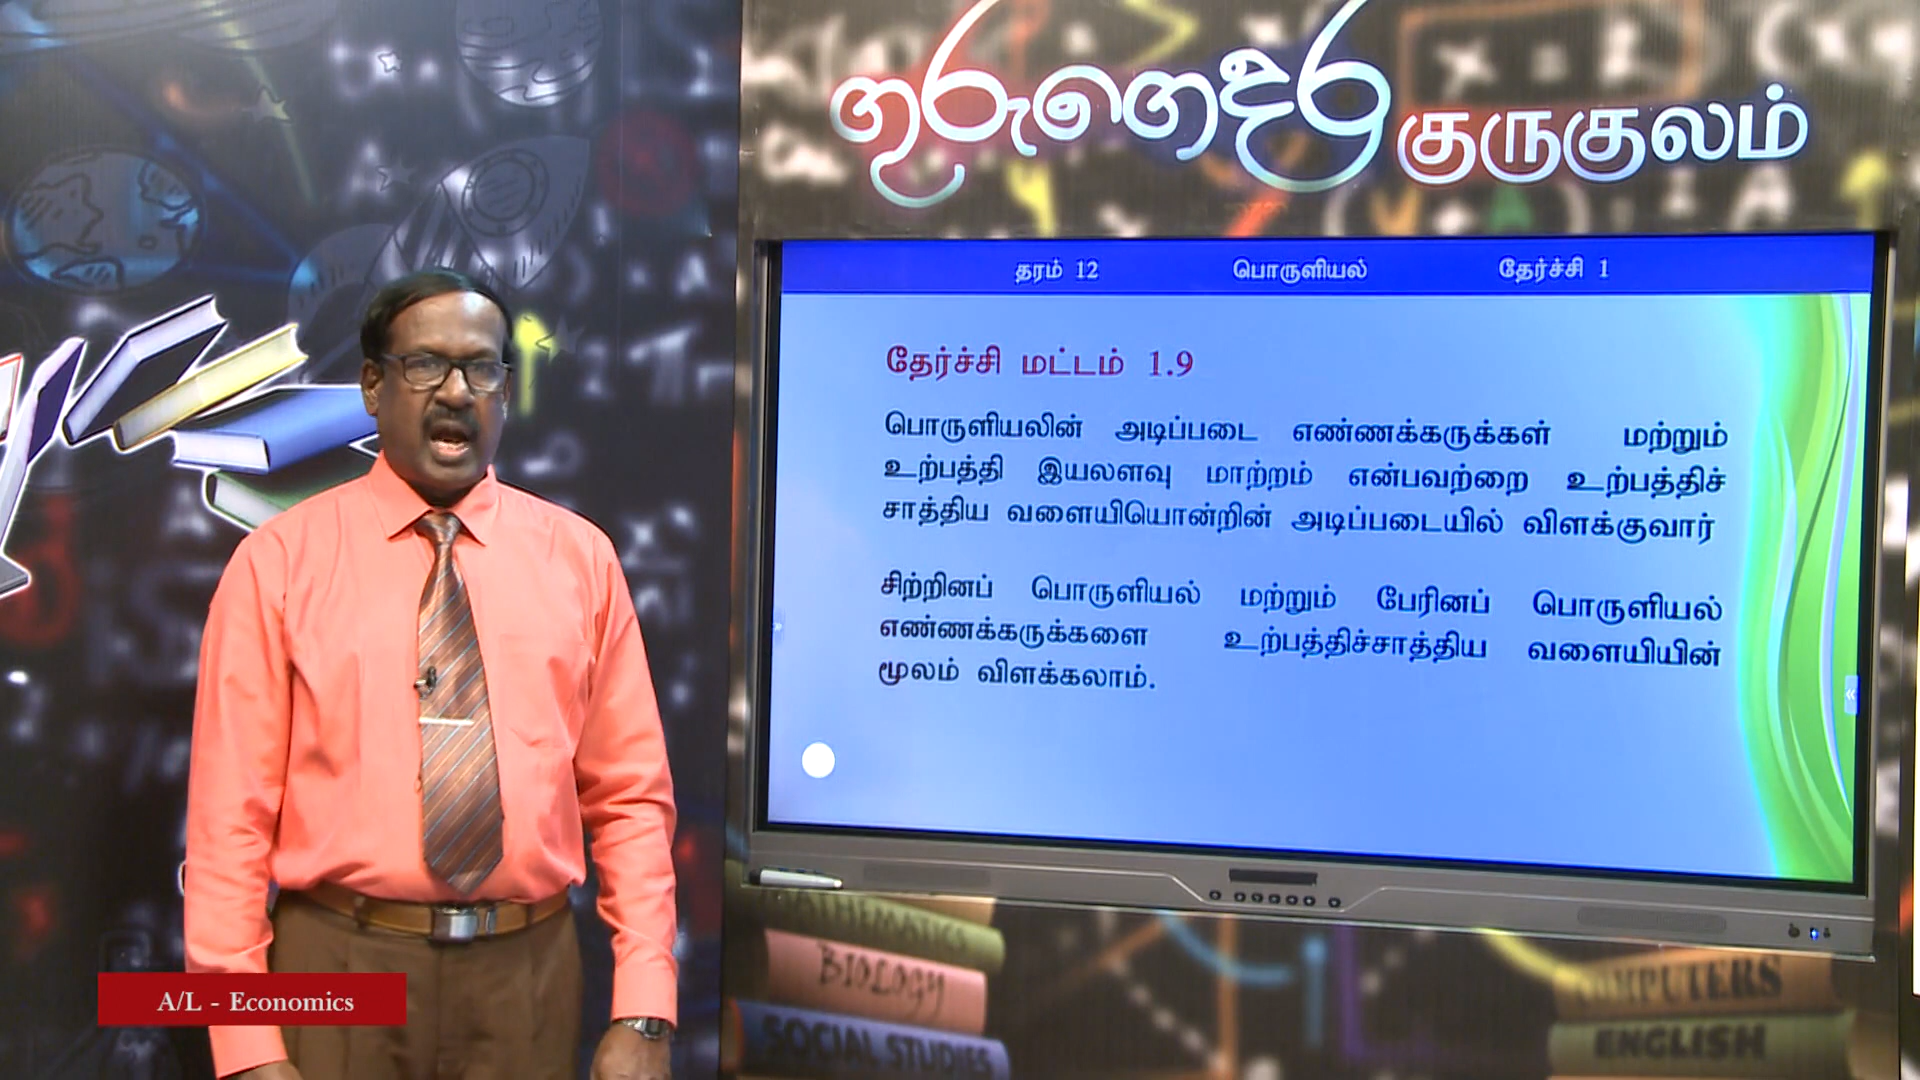 ගුරුගෙදර குருகுலம்
தரம் 12 பொருளியல் தேர்ச்சி 1
தேர்ச்சி மட்டம் 1.9
பொருளியலின் அடிப்படை எண்ணக்கருக்கள் மற்றும்
உற்பத்தி இயலளவு மாற்றம் என்பவற்றை உற்பத்திச்
சாத்திய வளையியொன்றின் அடிப்படையில் விளக்குவார்
சிற்றினப் பொருளியல் மற்றும் பேரினப் பொருளியல்
எண்ணக்கருக்களை உற்பத்திச்சாத்திய வளையியின்
மூலம் விளக்கலாம்.
MATHEMATICS
BIOLOGY
SOCIAL STUDIES
COMPUTERS
ENGLISH
A/L - Economics